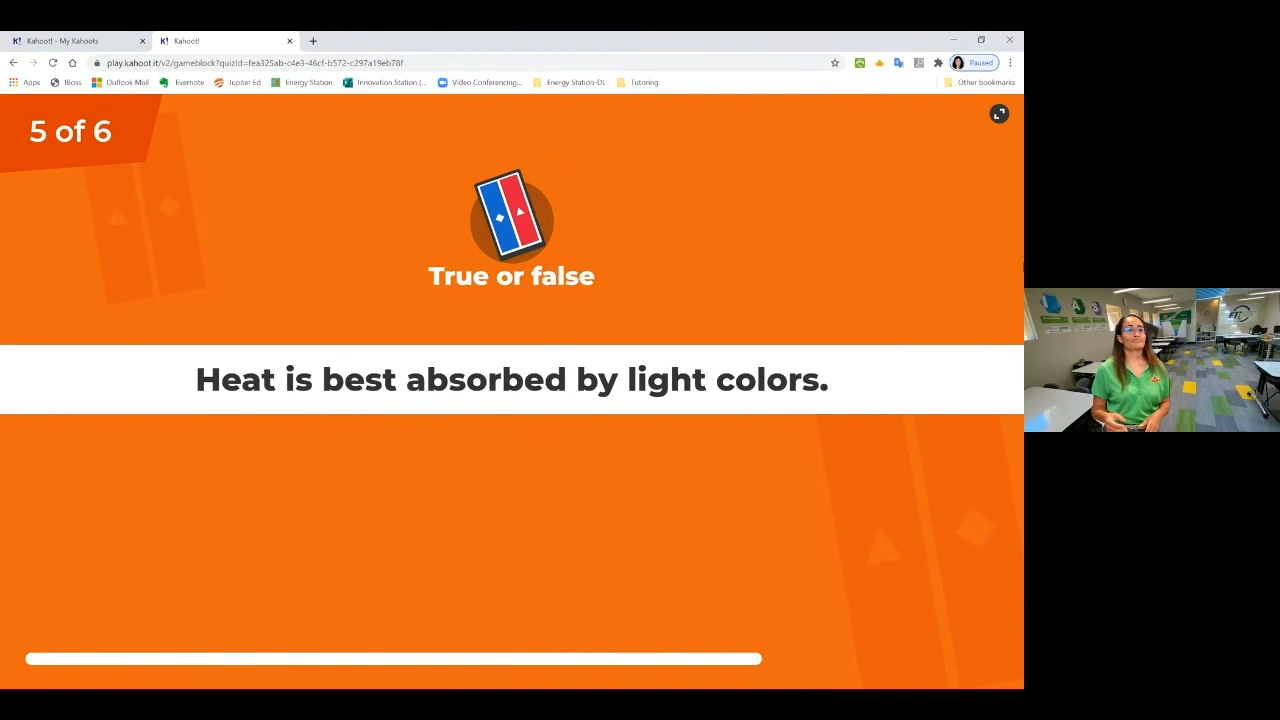 Kahoot! - My Kahoots
Kahoot!
play.kahoot.it/v2/gameblock?quizId=fea325ab-c4e3-46cf-b572-c297a19eb78f
Paused
Apps
IBoss
Outlook Mail
Evernote
Jupiter Ed
Energy Station
Innovation Station (...
Video Conferencing...
Energy Station-DL
Tutoring
Other bookmarks
5 of 6
True or false
Heat is best absorbed by light colors.